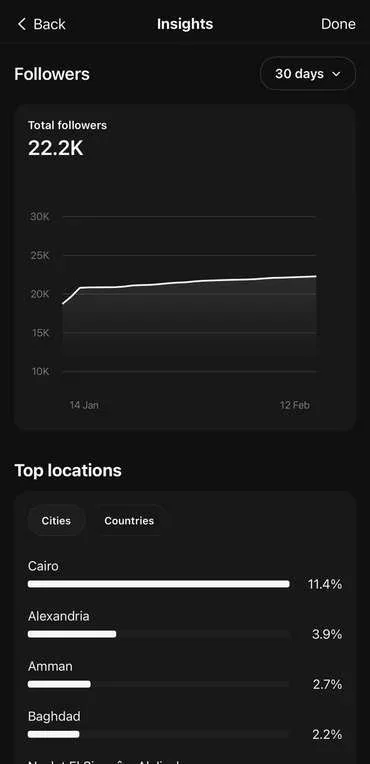 Back
Insights
Done
Followers
30 days
Total followers
22.2K
30K
25K
20K
15K
10K
14 Jan
12 Feb
Top locations
Cities
Countries
Cairo
11.4%
Alexandria
3.9%
Amman
2.7%
Baghdad
2.2%